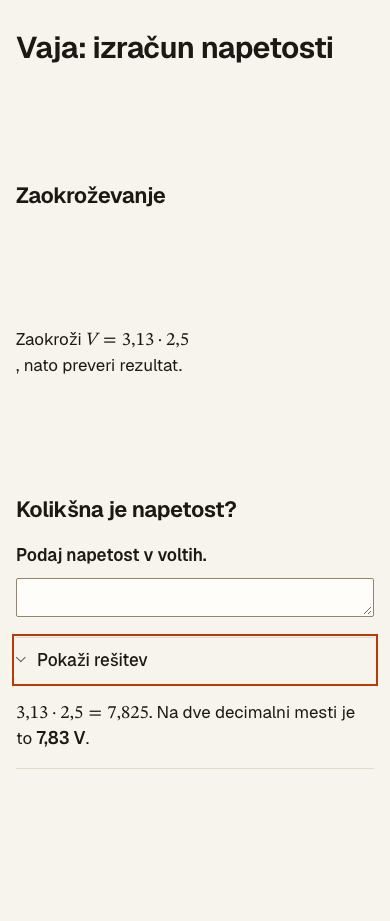 Vaja: izračun napetosti
Zaokroževanje
Zaokroži V = 3,13 · 2,5
, nato preveri rezultat.
Kolikšna je napetost?
Podaj napetost v voltih.
Pokaži rešitev
3,13 · 2,5 = 7,825. Na dve decimalni mesti je
to 7,83 V.